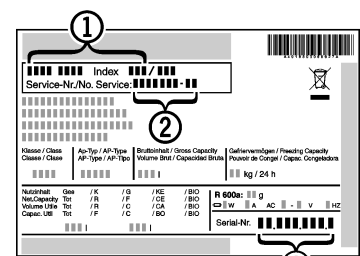 1
Index /
Service-Nr./No. Service: -
2
Klasse / Class
Classe / Clase
Ap-Typ / AP-Type
AP-Type / AP-Tipo
Bruttoinhalt / Gross Capacity
Volume Brut / Capacidad Bruta
l
Gefriervermögen / Freezing Capacity
Pouvoir de Congel / Capac. Congeladora
kg / 24 h
Nutzinhalt Ges / K / G / KE / BIO
Net.Capacity Tot / R / F / CE / BIO
Volume Utile Tot / R / C / CA / BIO
Capac. Util Tot / F / C / BO / BIO
l l
R 600a: g
W A AC - V HZ
Serial-Nr. . . .